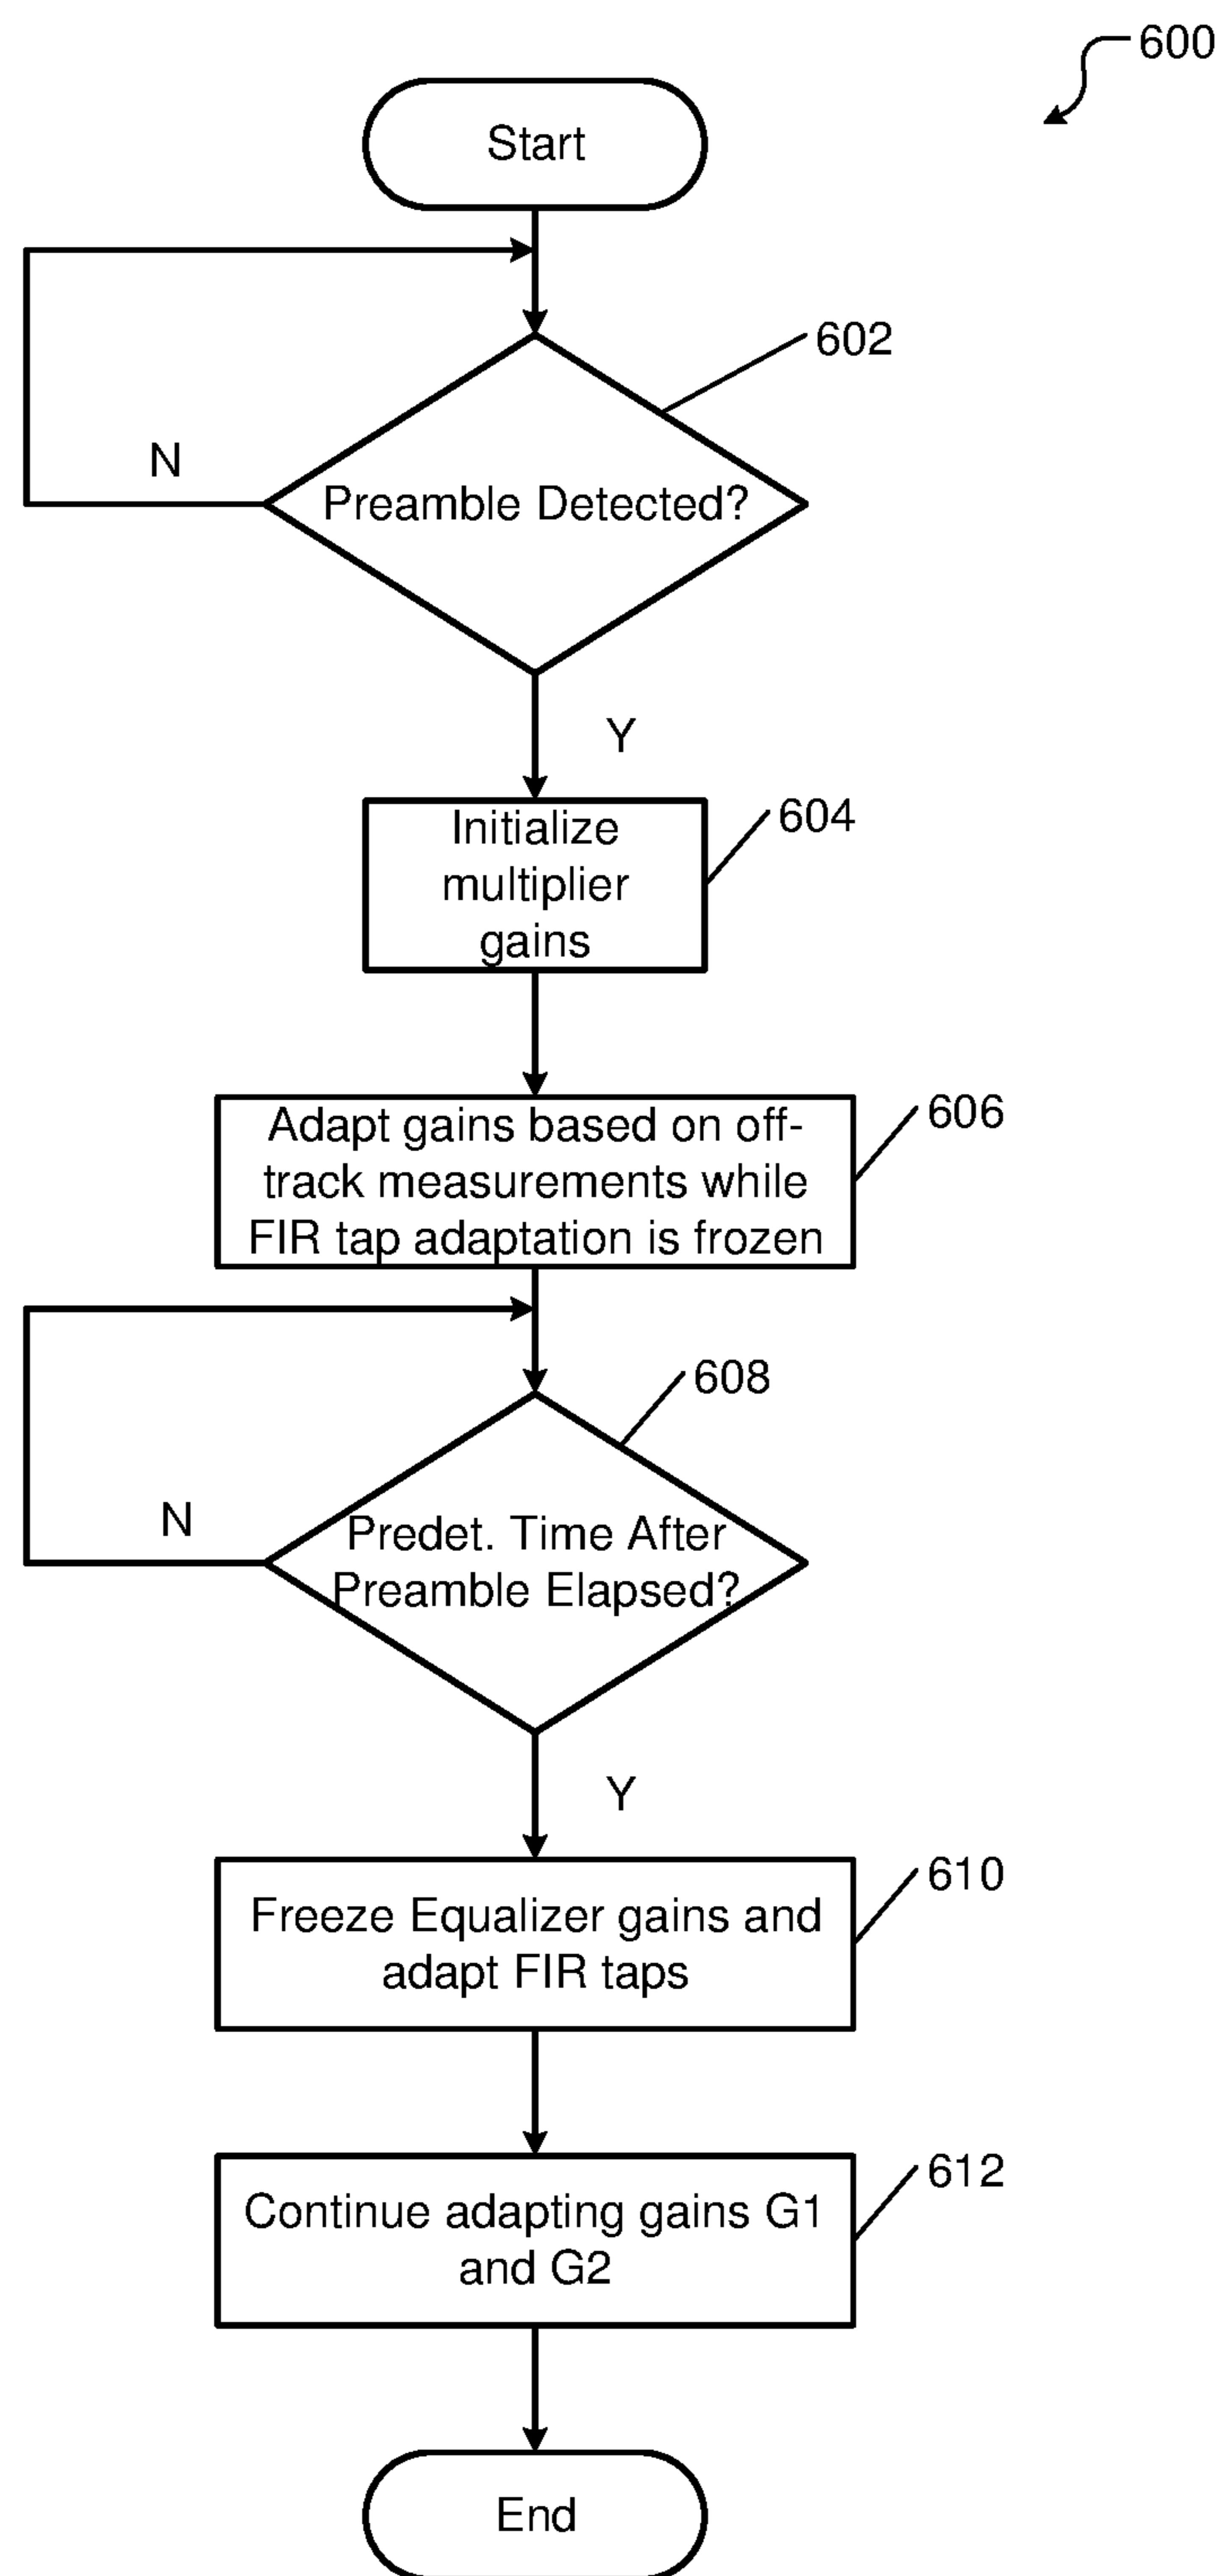 600
Start
602
N
Preamble Detected?
Y
604
Initialize
multiplier
gains
606
Adapt gains based on off-
track measurements while
FIR tap adaptation is frozen
608
N
Predet. Time After
Preamble Elapsed?
Y
610
Freeze Equalizer gains and
adapt FIR taps
612
Continue adapting gains G1
and G2
End